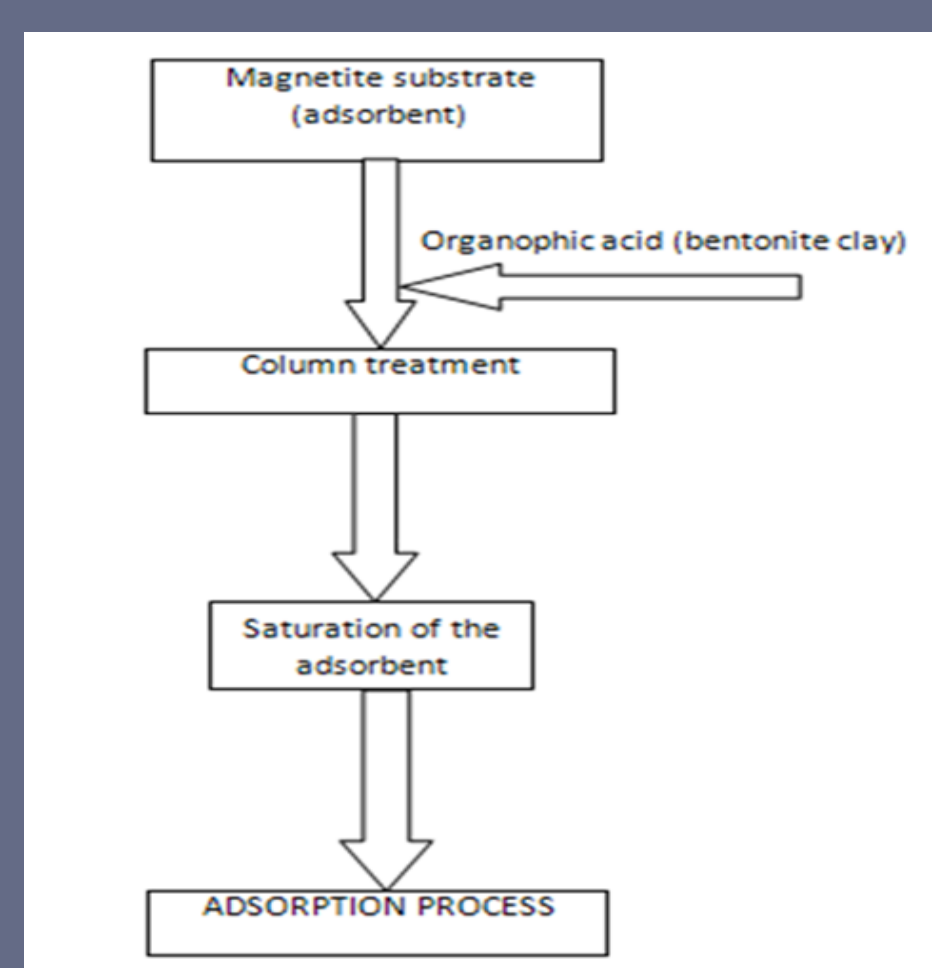 Magnetite substrate
(adsorbent)
Organophic acid (bentonite clay)
Column treatment
Saturation of the
adsorbent
ADSORPTION PROCESS